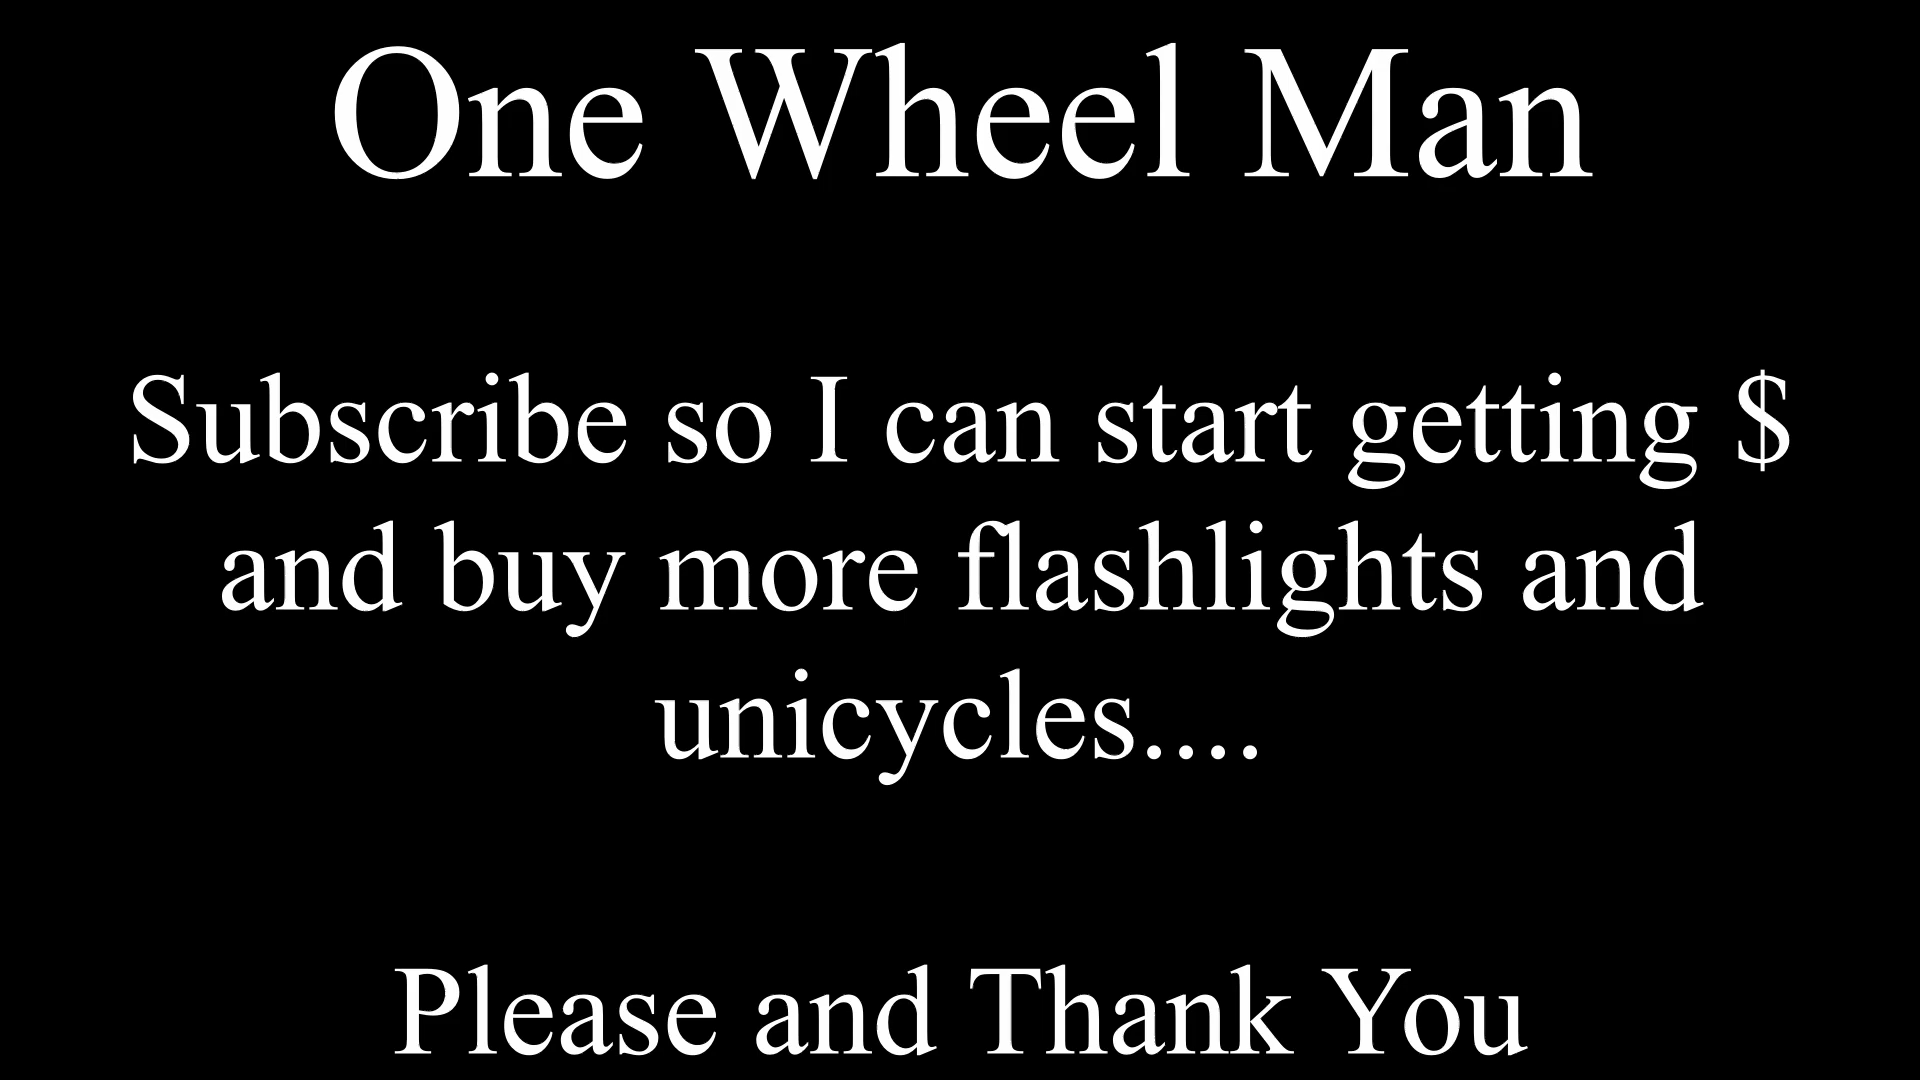 One Wheel Man
Subscribe so I can start getting $
and buy more flashlights and
unicycles....
Please and Thank You